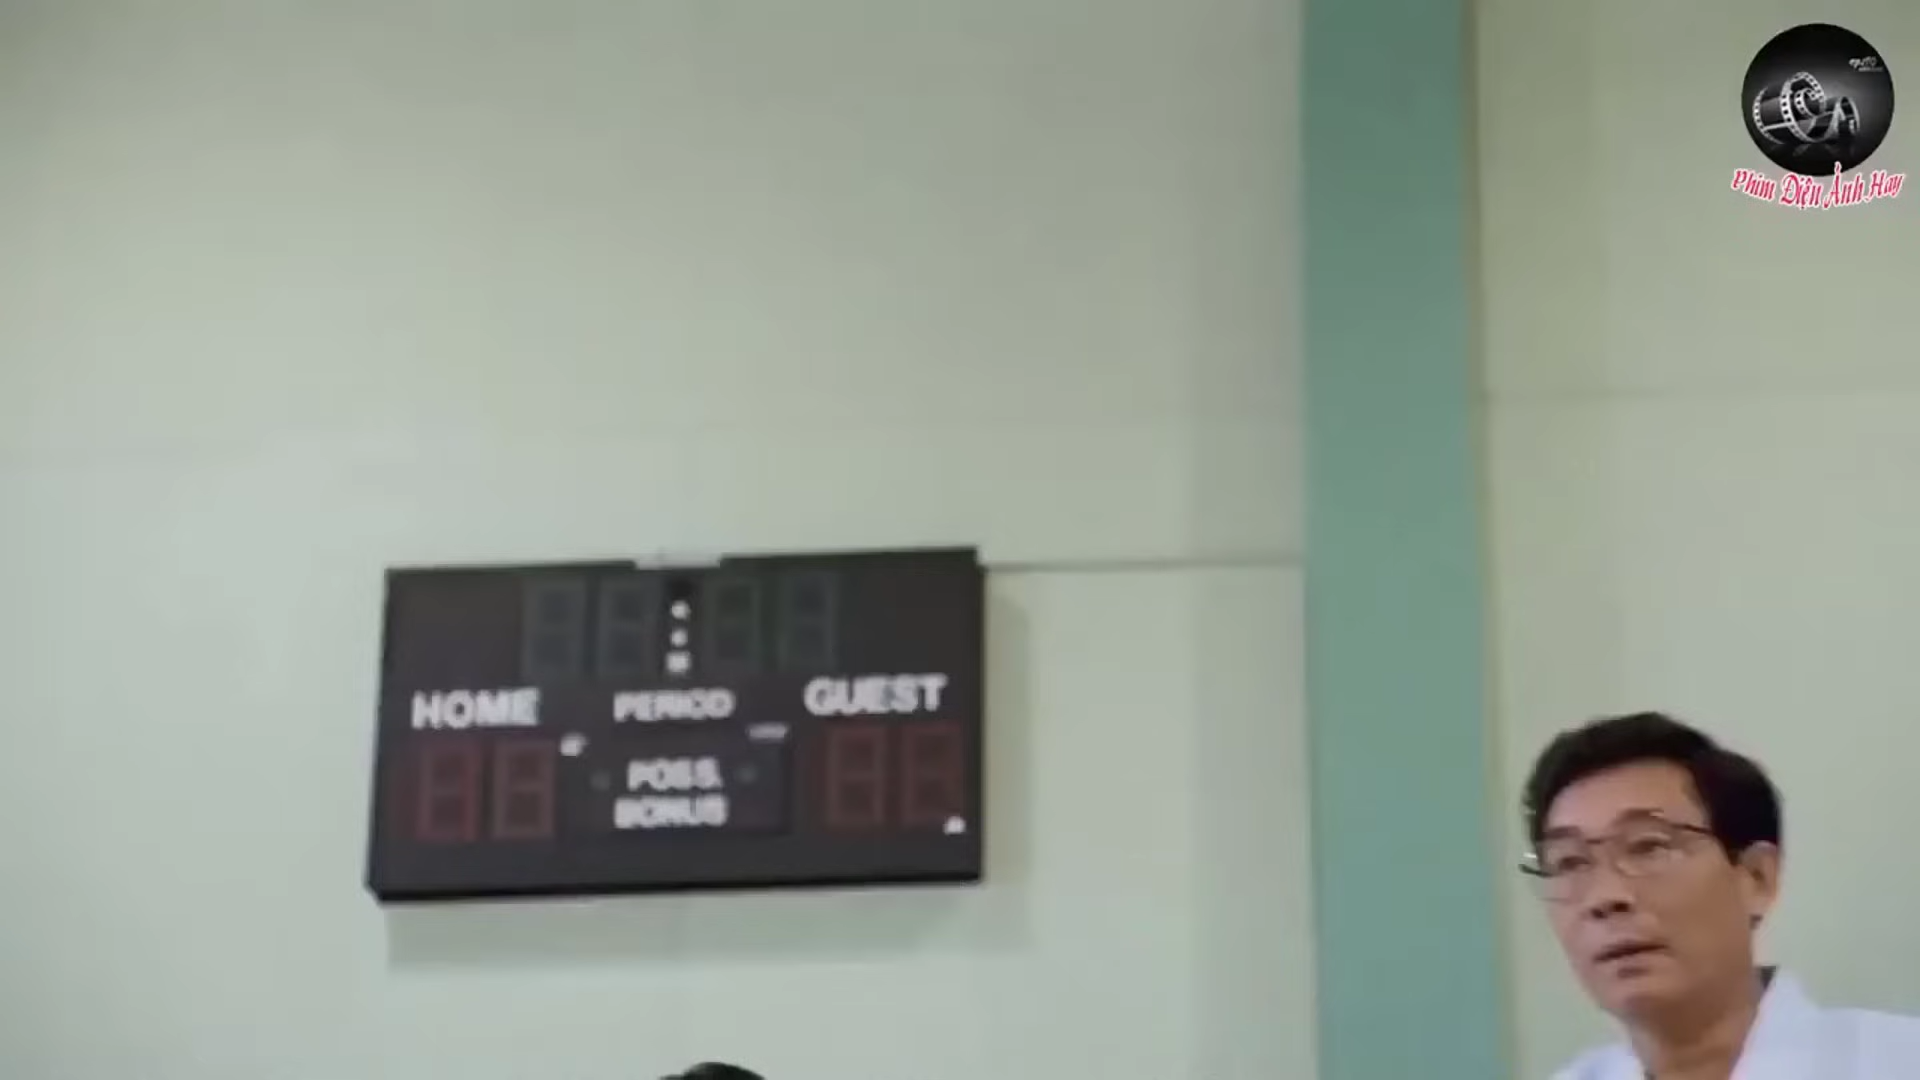 Phim Điện Ảnh Hay
HOME
PERIOD
GUEST
POSS.
BONUS